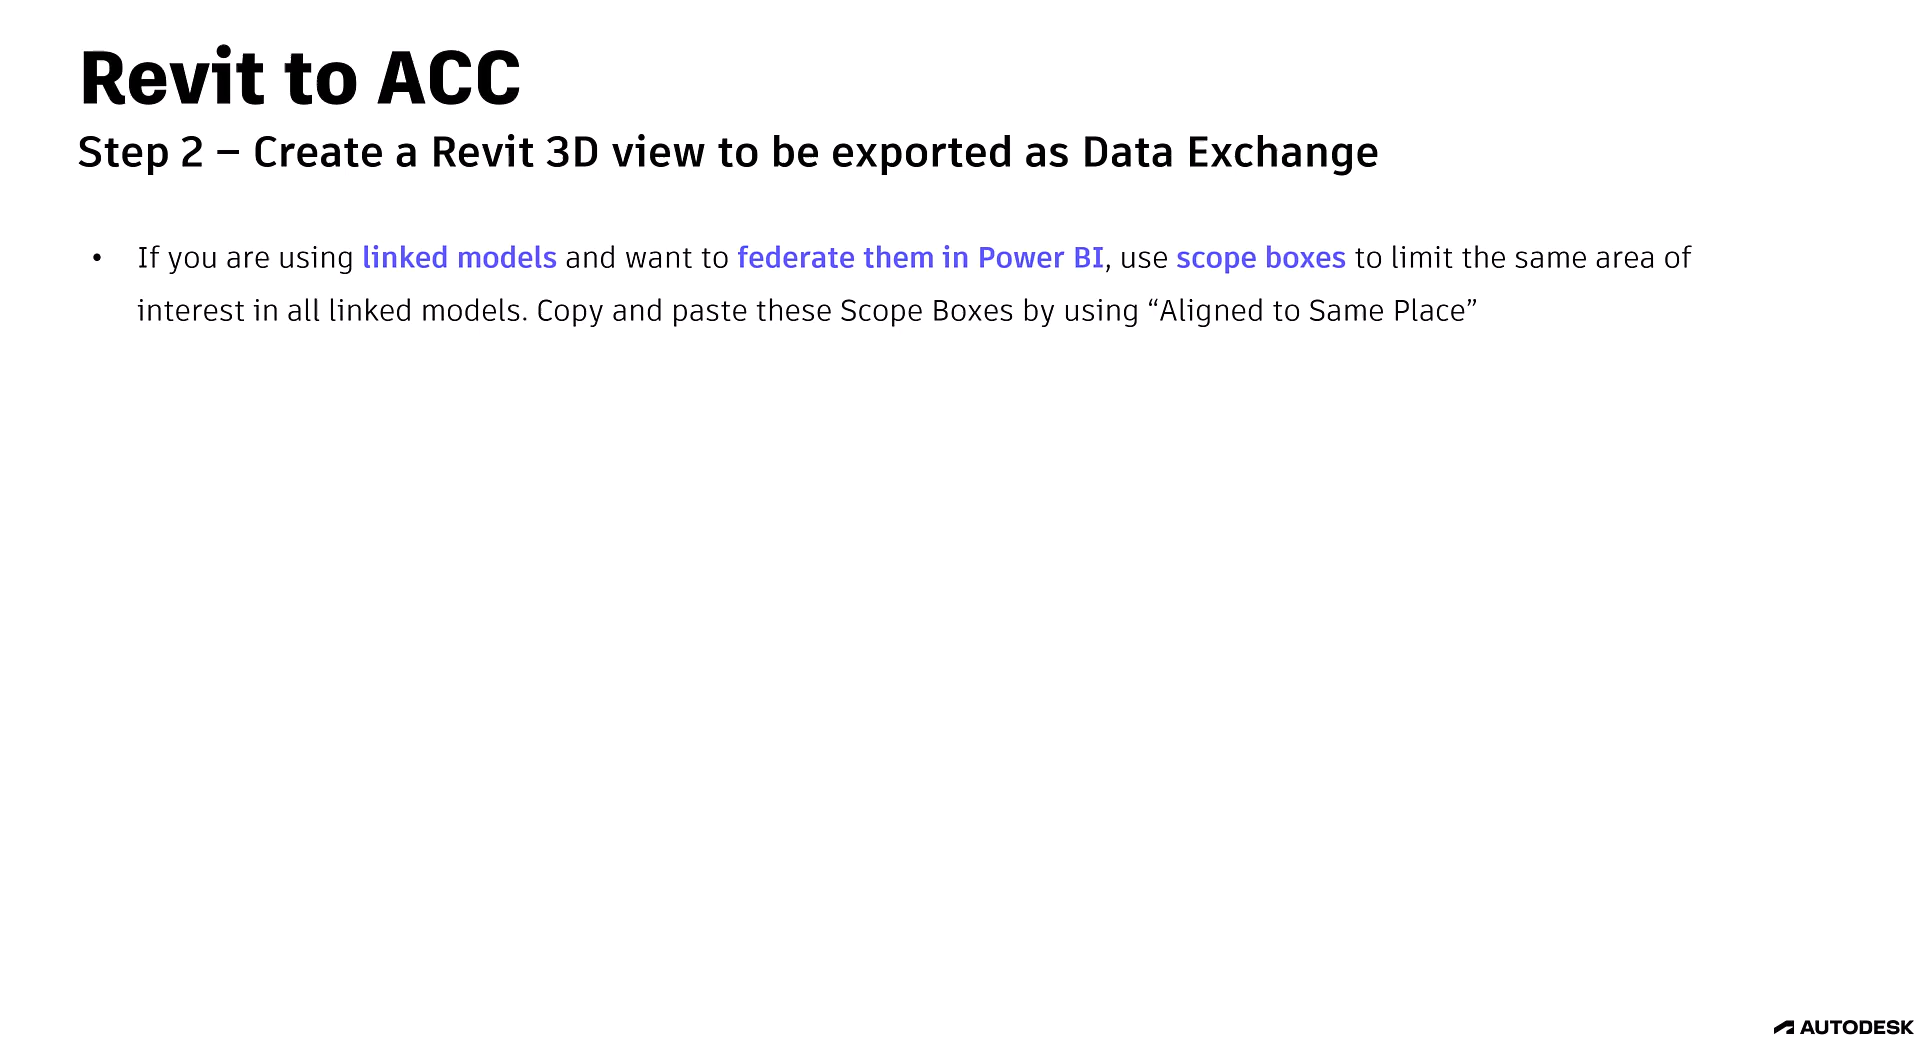 Revit to ACC
Step 2 – Create a Revit 3D view to be exported as Data Exchange
• If you are using linked models and want to federate them in Power BI, use scope boxes to limit the same area of
interest in all linked models. Copy and paste these Scope Boxes by using “Aligned to Same Place”
AUTODESK